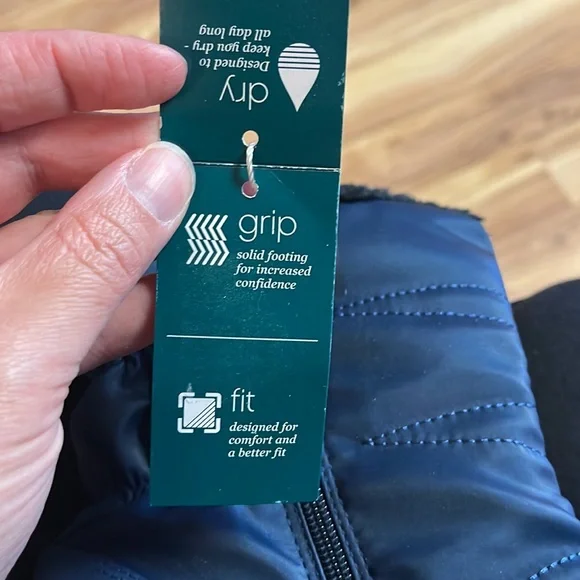 dry
Designed to
keep you dry -
all day long
grip
solid footing
for increased
confidence
fit
designed for
comfort and
a better fit